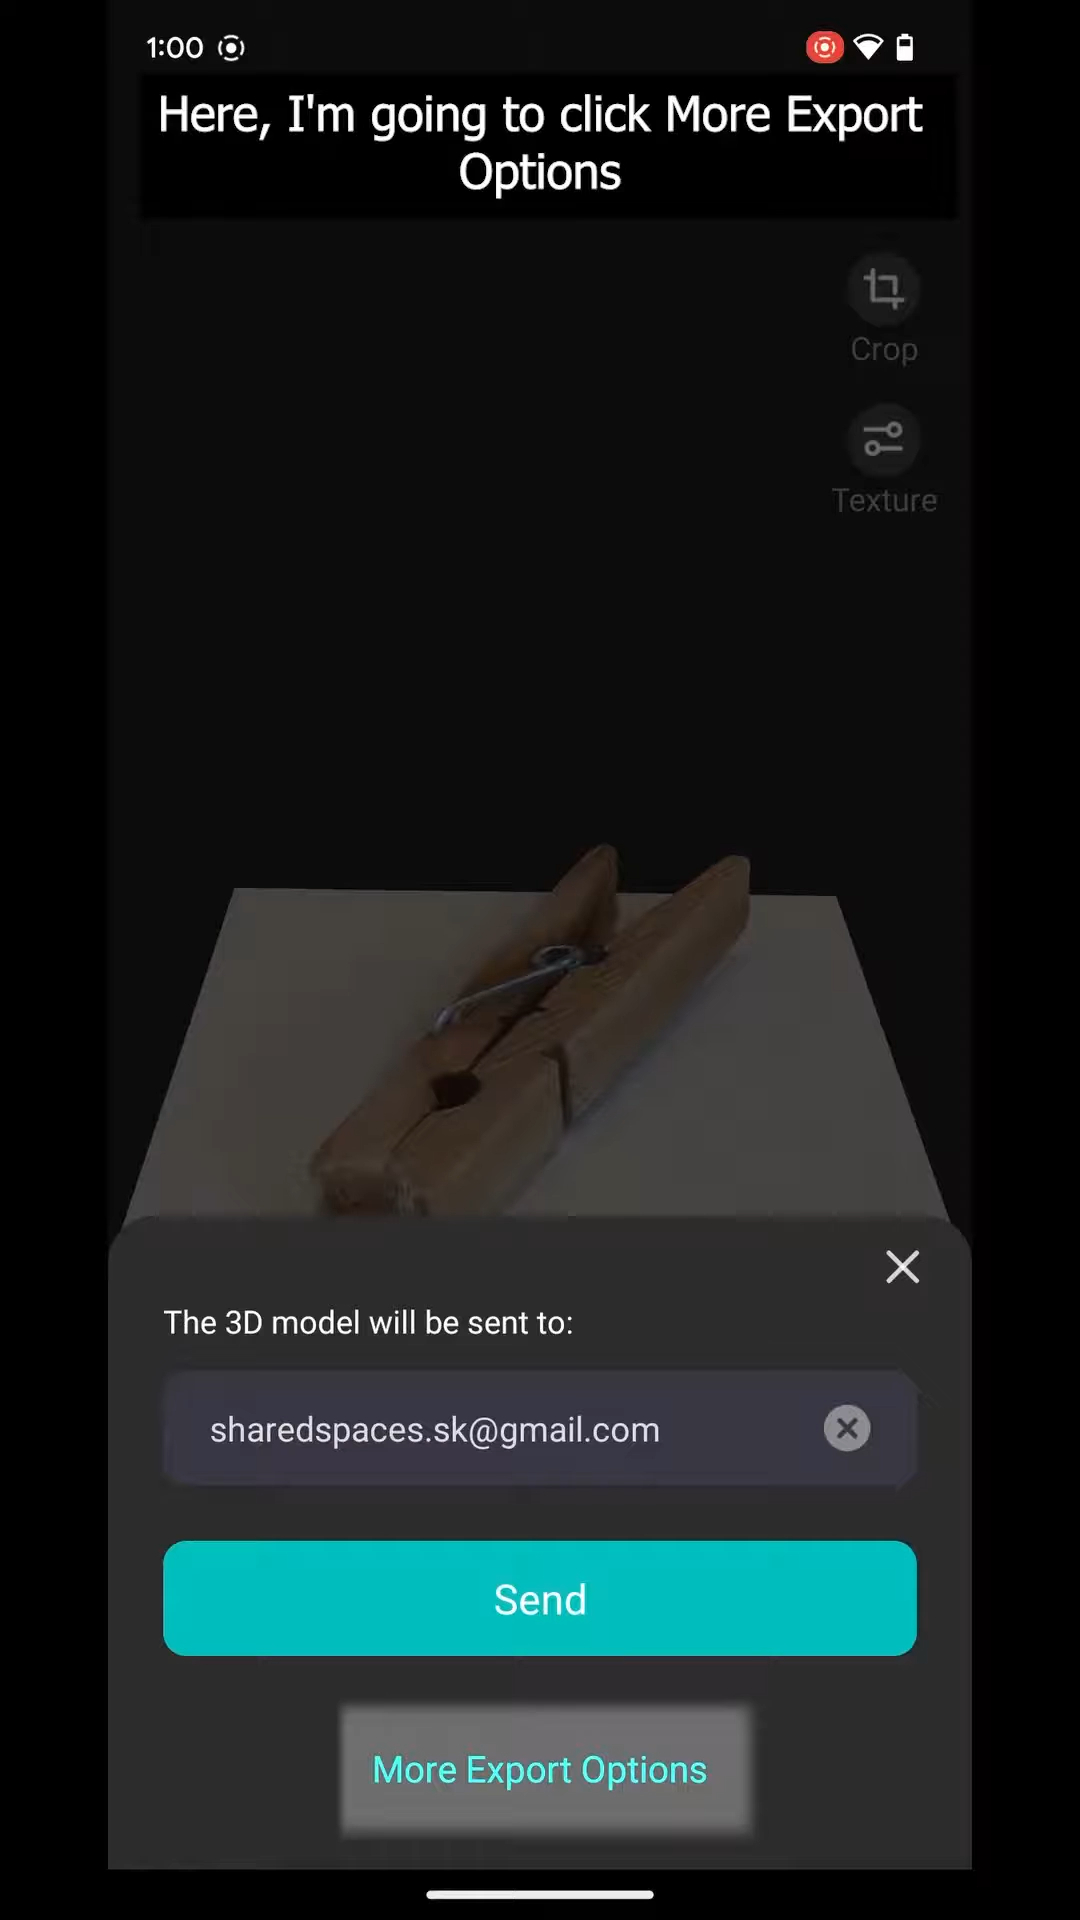 1:00
Here, I'm going to click More Export
Options
Crop
Texture
The 3D model will be sent to:
sharedspaces.sk@gmail.com
Send
More Export Options